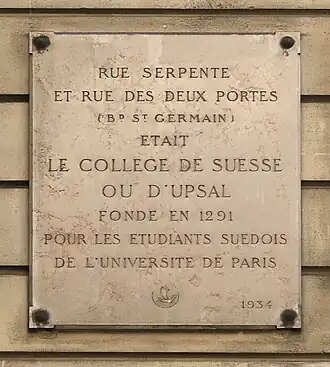 RUE SERPENTE
ET RUE DES DEUX PORTES
(BD ST GERMAIN)
ETAIT
LE COLLEGE DE SUESSE
OU D'UPSAL
FONDE EN 1291
POUR LES ETUDIANTS SUEDOIS
DE L'UNIVERSITE DE PARIS
1934